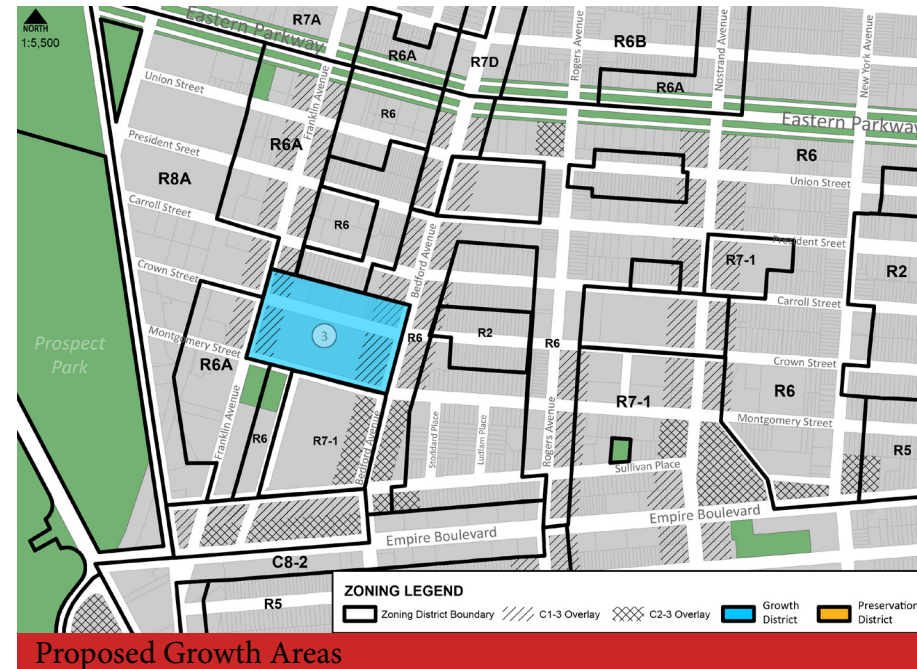 NORTH
1:5,500
R7A
Eastern Parkway
R6A
R7D
Rogers Avenue
R6B
Nostrand Avenue
New York Avenue
R6A
Union Street
Franklin Avenue
R6
Eastern Parkway
President Sreet
R6A
R6
R8A
Union Street
Carroll Street
R6
Bedford Avenue
President Sreet
R7-1
R2
Crown Street
Carroll Street
3
R6
R2
R6
Prospect
Park
Montgomery Street
R6A
Crown Street
R6
R7-1
Montgomery Street
Franklin Avenue
R6
R7-1
Bedford Avenue
Stoddard Place
Ludlam Place
Rogers Avenue
R5
Sullivan Place
Empire Boulevard
Empire Boulevard
C8-2
R5
ZONING LEGEND
Zoning District Boundary
C1-3 Overlay
C2-3 Overlay
Growth
District
Preservation
District
Proposed Growth Areas